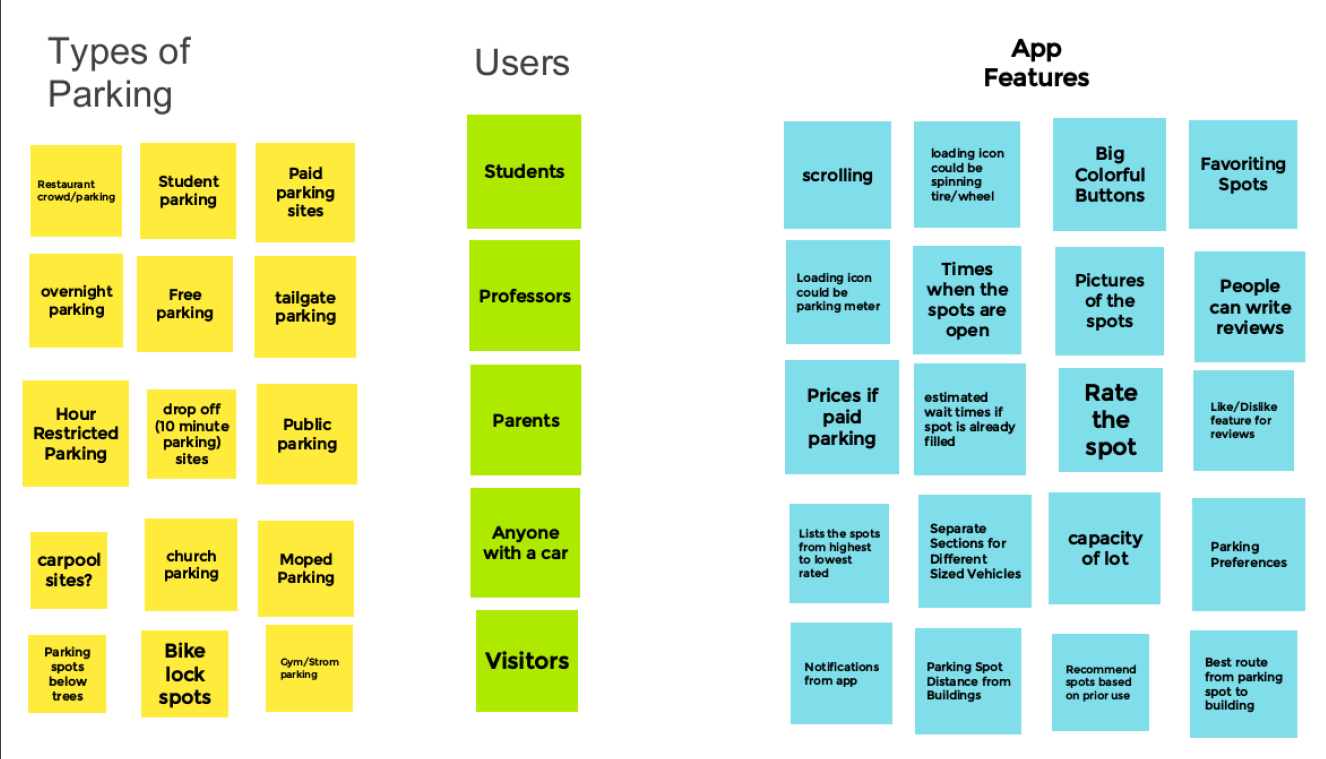 Types of
Parking
Restaurant
crowd/parking
Student
parking
Paid
parking
sites
overnight
parking
Free
parking
tailgate
parking
Hour
Restricted
Parking
drop off
(10 minute
parking)
sites
Public
parking
carpool
sites?
church
parking
Moped
Parking
Parking
spots
below
trees
Bike
lock
spots
Gym/Strom
parking
Users
Students
Professors
Parents
Anyone
with a car
Visitors
App
Features
scrolling
loading icon
could be
spinning
tire/wheel
Big
Colorful
Buttons
Favoriting
Spots
Loading icon
could be
parking meter
Times
when the
spots are
open
Pictures
of the
spots
People
can write
reviews
Prices if
paid
parking
estimated
wait times if
spot is already
filled
Rate
the
spot
Like/Dislike
feature for
reviews
Lists the spots
from highest
to lowest
rated
Separate
Sections for
Different
Sized Vehicles
capacity
of lot
Parking
Preferences
Notifications
from app
Parking Spot
Distance from
Buildings
Recommend
spots based
on prior use
Best route
from parking
spot to
building